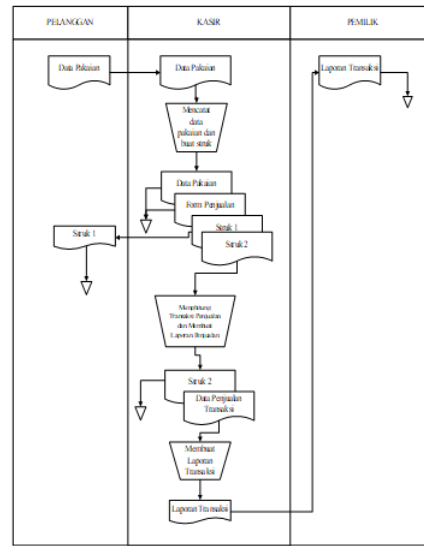 PELANGGAN
KASIR
PEMILIK
Data Pakaian
Data Pakaian
Laporan Transaksi
Mencatat
data
pakaian dan
buat struk
Data Pakaian
Form Penjualan
Struk 1
Struk 1
Struk 2
Menghitung
Transaksi Penjualan
dan Membuat
Laporan Penjualan
Struk 2
Data Penjualan
Transaksi
Membuat
Laporan
Transaksi
Laporan Transaksi